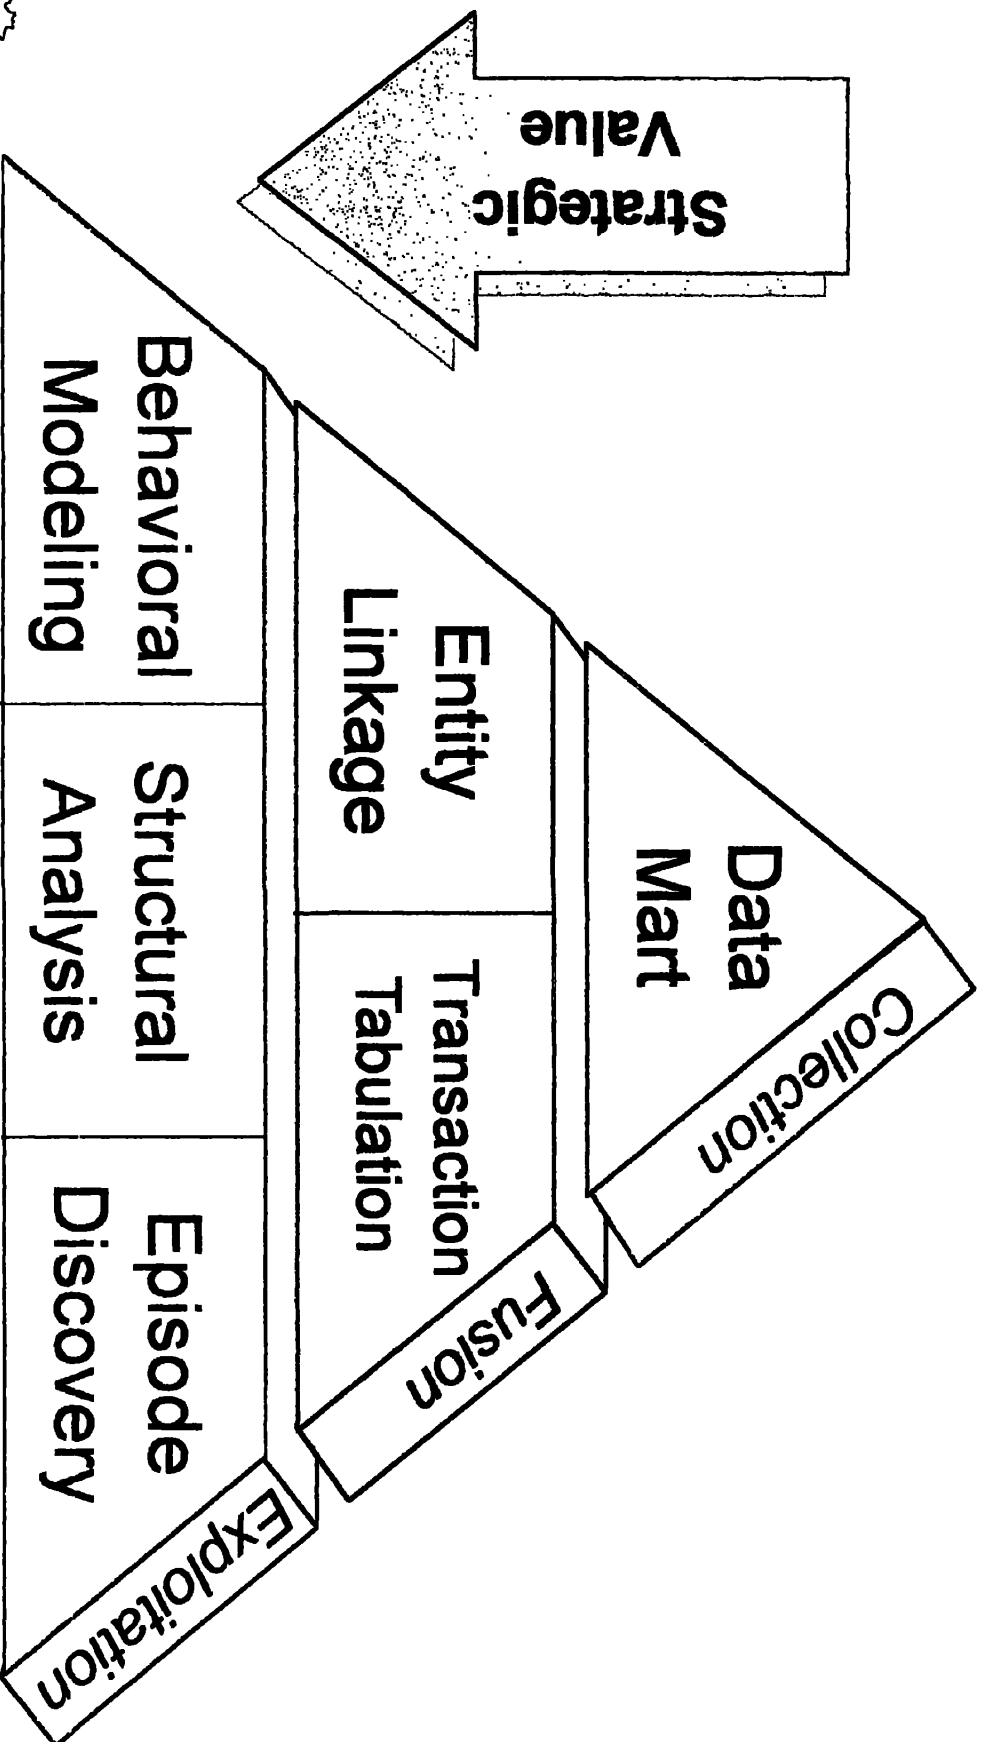 Strategic
Value
Data
Mart
Collection
Entity
Linkage
Transaction
Tabulation
Fusion
Behavioral
Modeling
Structural
Analysis
Episode
Discovery
Exploitation